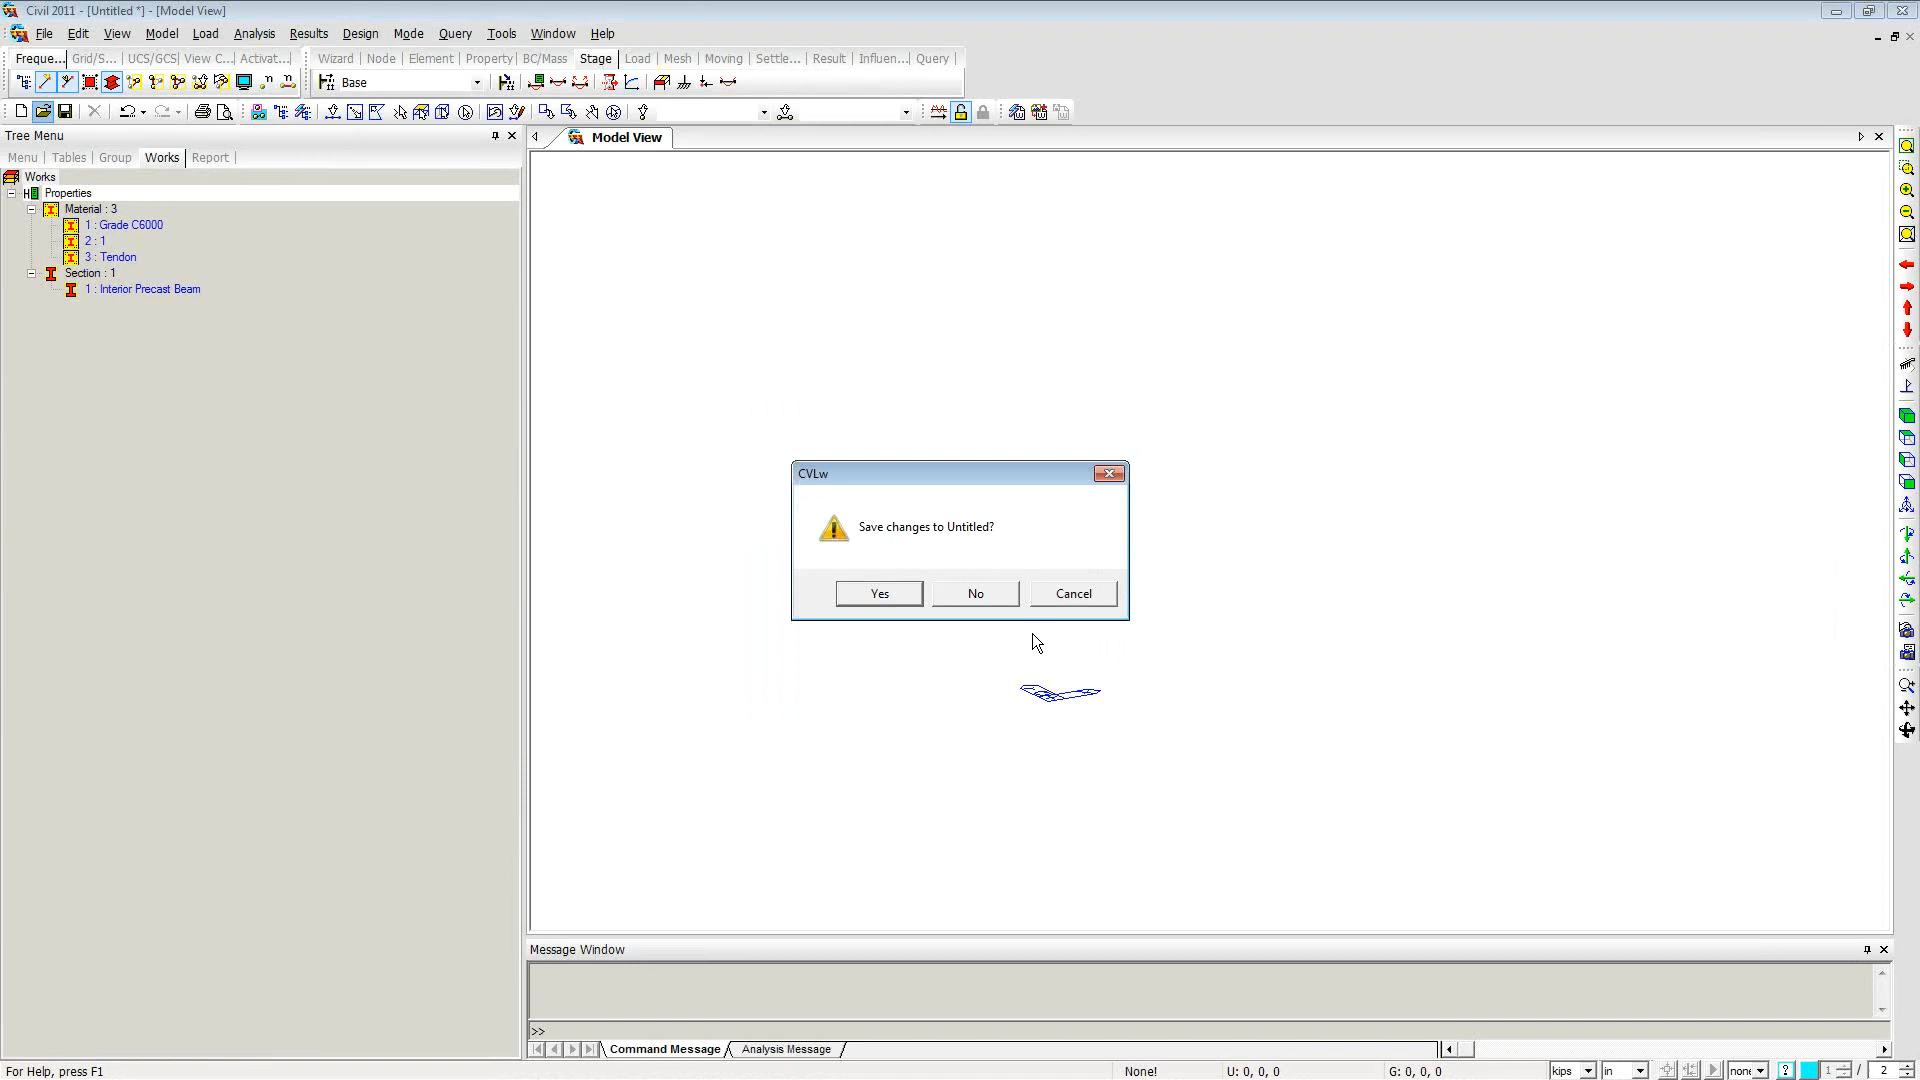 Civil 2011 - [Untitled *] - [Model View]
File Edit View Model Load Analysis Results Design Mode Query Tools Window Help
Freque... Grid/S... UCS/GCS View C... Activat... Wizard Node Element Property BC/Mass Stage Load Mesh Moving Settle... Result Influen... Query
Base
Tree Menu
Model View
Menu Tables Group Works Report
Works
Properties
Material : 3
1 : Grade C6000
2 : 1
3 : Tendon
Section : 1
1 : Interior Precast Beam
CVLw
Save changes to Untitled?
Yes No Cancel
Message Window
>>
Command Message Analysis Message
For Help, press F1 None! U: 0, 0, 0 G: 0, 0, 0 kips in none 1 / 2